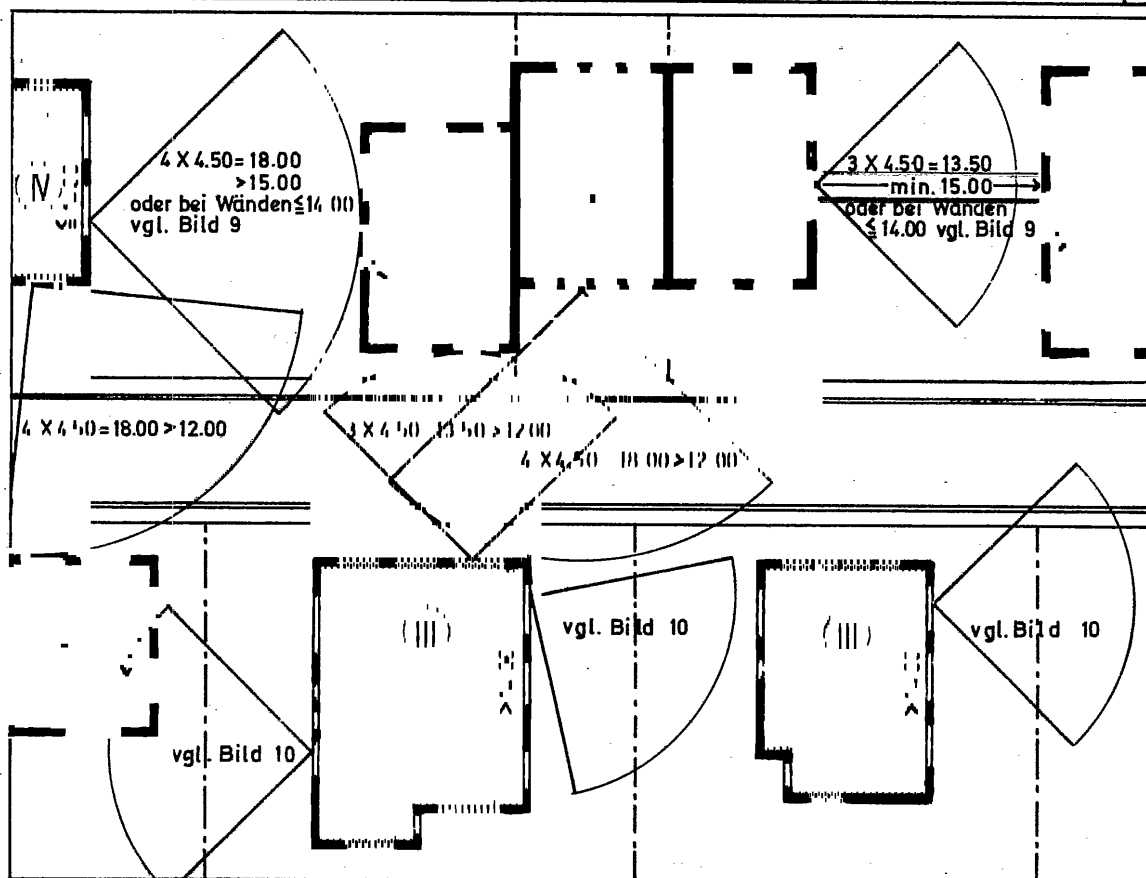 4 X 4.50=18.00
>15.00
oder bei Wänden≤14 00
vgl. Bild 9
(IV)
3 X 4.50=13.50
min. 15.00
oder bei Wänden
≤14.00 vgl. Bild 9
4 X 4 50=18.00>12.00
3 X 4 50 13 50 >12 00
4 X 4.50 18 00>12.00
(III)
vgl. Bild 10
(III)
vgl. Bild 10
vgl. Bild 10